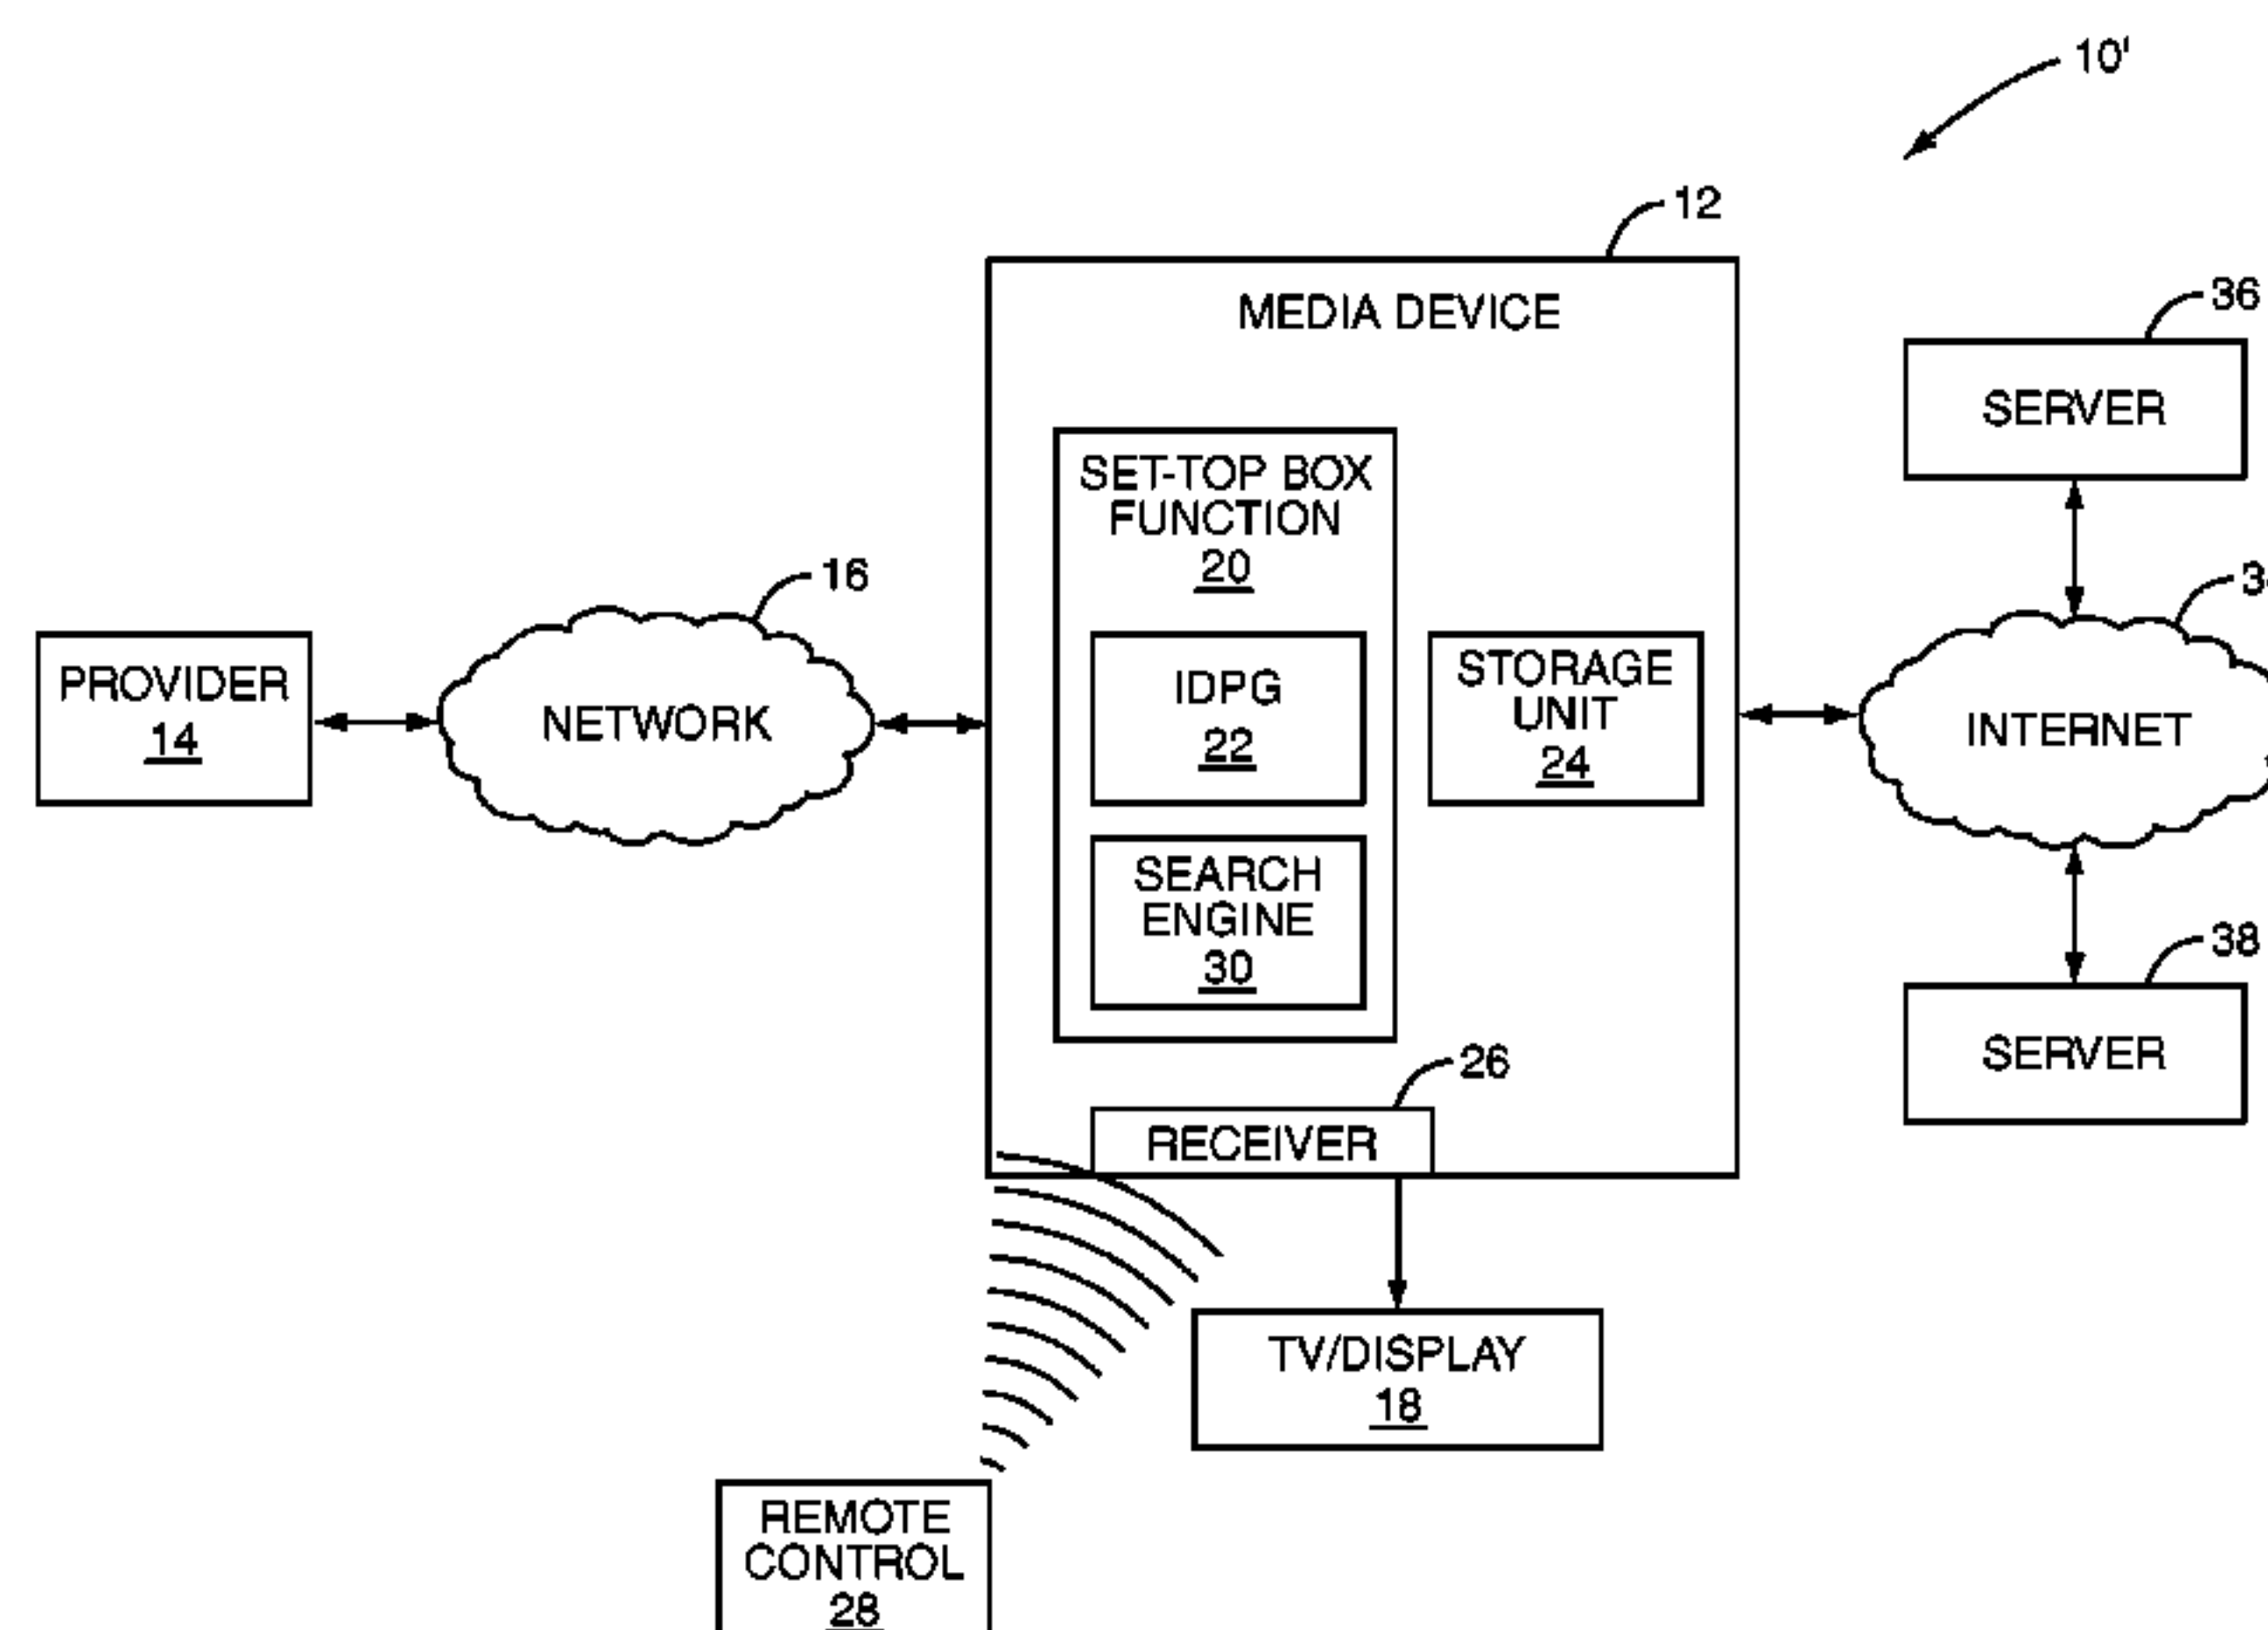 10'
12
MEDIA DEVICE
36
SERVER
SET-TOP BOX
FUNCTION
20
16
PROVIDER
14
NETWORK
IDPG
22
STORAGE
UNIT
24
INTERNET
SEARCH
ENGINE
30
38
SERVER
26
RECEIVER
TV/DISPLAY
18
REMOTE
CONTROL
28